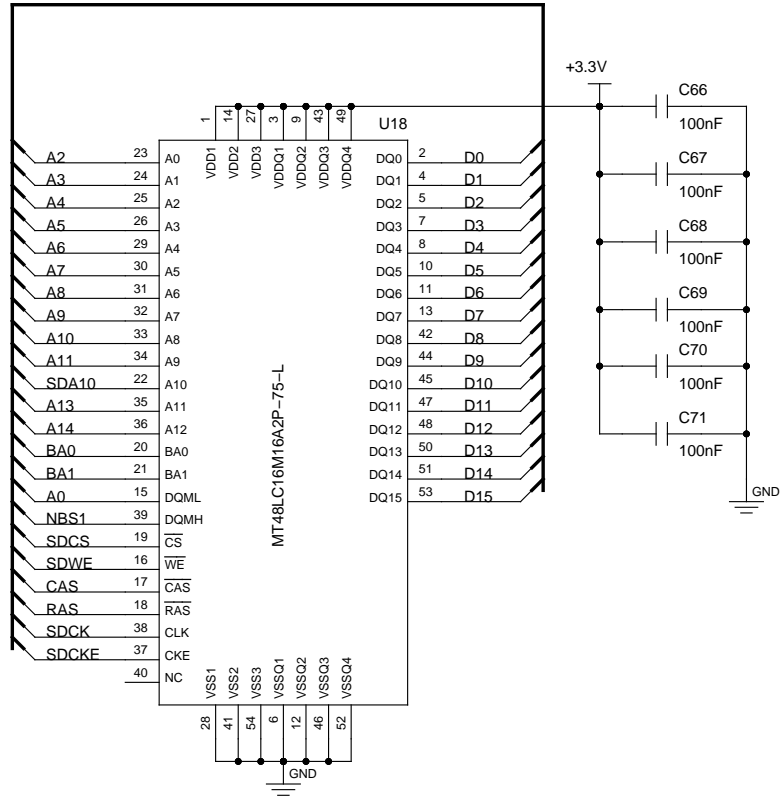 +3.3V
C66
100nF
C67
100nF
C68
100nF
C69
100nF
C70
100nF
C71
100nF
GND
U18
1 14 27 3 9 43 49
VDD1 VDD2 VDD3 VDDQ1 VDDQ2 VDDQ3 VDDQ4
A2 23 A0 DQ0 2 D0
A3 24 A1 DQ1 4 D1
A4 25 A2 DQ2 5 D2
A5 26 A3 DQ3 7 D3
A6 29 A4 DQ4 8 D4
A7 30 A5 DQ5 10 D5
A8 31 A6 DQ6 11 D6
A9 32 A7 DQ7 13 D7
A10 33 A8 DQ8 42 D8
A11 34 A9 DQ9 44 D9
SDA10 22 A10 DQ10 45 D10
A13 35 A11 DQ11 47 D11
A14 36 A12 DQ12 48 D12
BA0 20 BA0 DQ13 50 D13
BA1 21 BA1 DQ14 51 D14
A0 15 DQML DQ15 53 D15
NBS1 39 DQMH
SDCS 19 CS
SDWE 16 WE
CAS 17 CAS
RAS 18 RAS
SDCK 38 CLK
SDCKE 37 CKE
40 NC
MT48LC16M16A2P-75-L
VSS1 VSS2 VSS3 VSSQ1 VSSQ2 VSSQ3 VSSQ4
28 41 54 6 12 46 52
GND